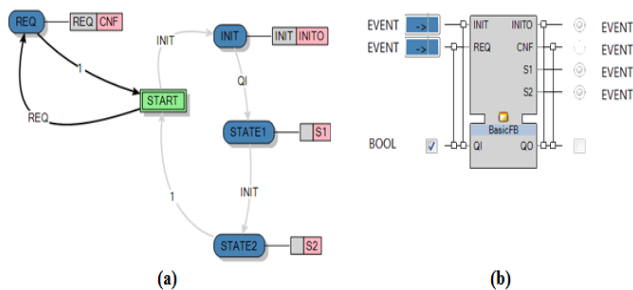 REQ
REQ CNF
INIT
INIT
INIT INITO
1
START
QI
REQ
STATE1
S1
INIT
1
STATE2
S2
(a)
EVENT
->
INIT
INITO
EVENT
EVENT
->
REQ
CNF
EVENT
S1
EVENT
S2
EVENT
BasicFB
BOOL
QI
QO
(b)